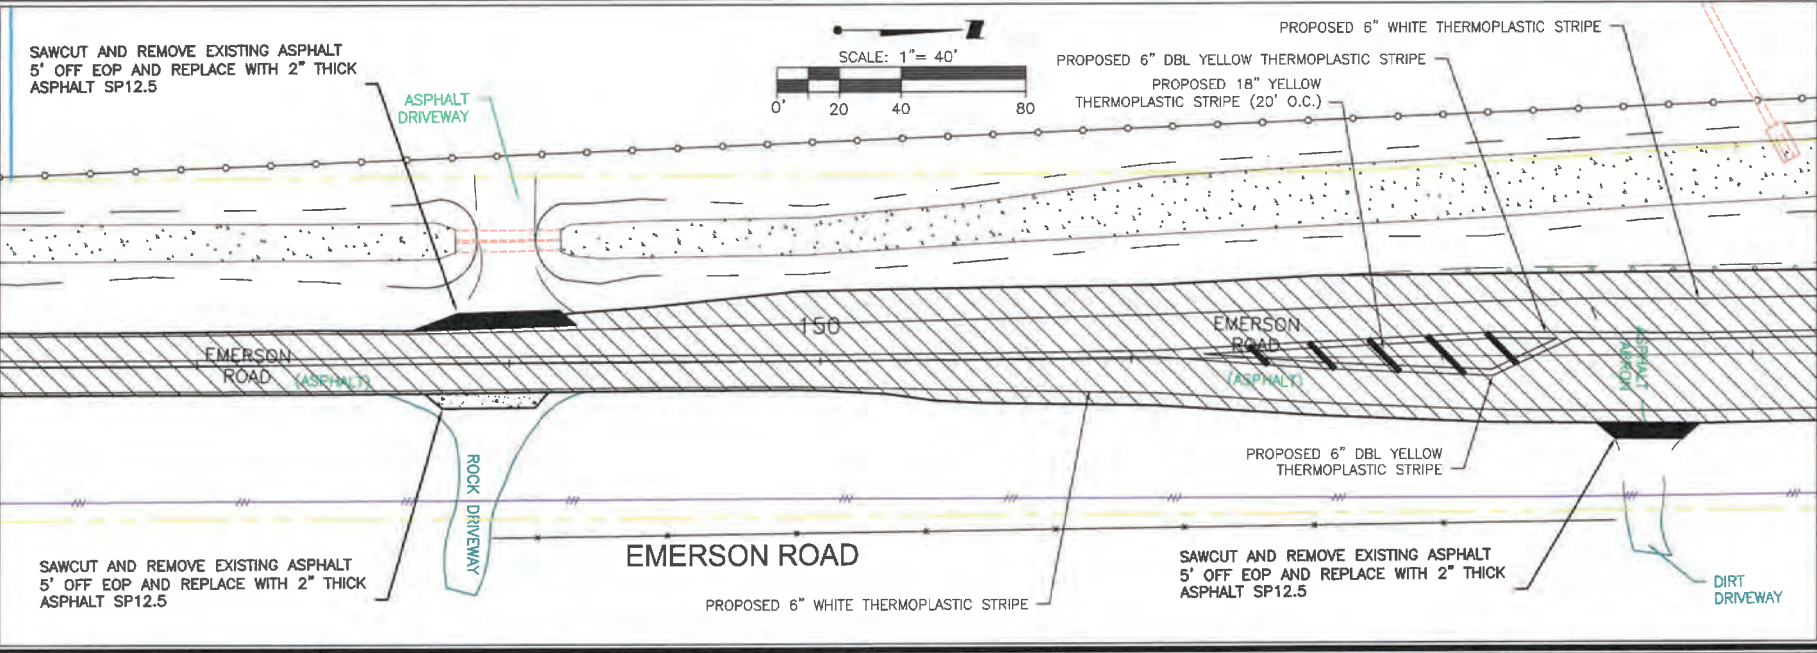 SAWCUT AND REMOVE EXISTING ASPHALT
5' OFF EOP AND REPLACE WITH 2" THICK
ASPHALT SP12.5
ASPHALT
DRIVEWAY
Z
SCALE: 1"= 40'
0' 20 40 80
PROPOSED 6" WHITE THERMOPLASTIC STRIPE
PROPOSED 6" DBL YELLOW THERMOPLASTIC STRIPE
PROPOSED 18" YELLOW
THERMOPLASTIC STRIPE (20' O.C.)
150
EMERSON
ROAD
(ASPHALT)
EMERSON
ROAD
(ASPHALT)
ASPHALT
APRON
ROCK DRIVEWAY
PROPOSED 6" DBL YELLOW
THERMOPLASTIC STRIPE
EMERSON ROAD
SAWCUT AND REMOVE EXISTING ASPHALT
5' OFF EOP AND REPLACE WITH 2" THICK
ASPHALT SP12.5
PROPOSED 6" WHITE THERMOPLASTIC STRIPE
SAWCUT AND REMOVE EXISTING ASPHALT
5' OFF EOP AND REPLACE WITH 2" THICK
ASPHALT SP12.5
DIRT
DRIVEWAY